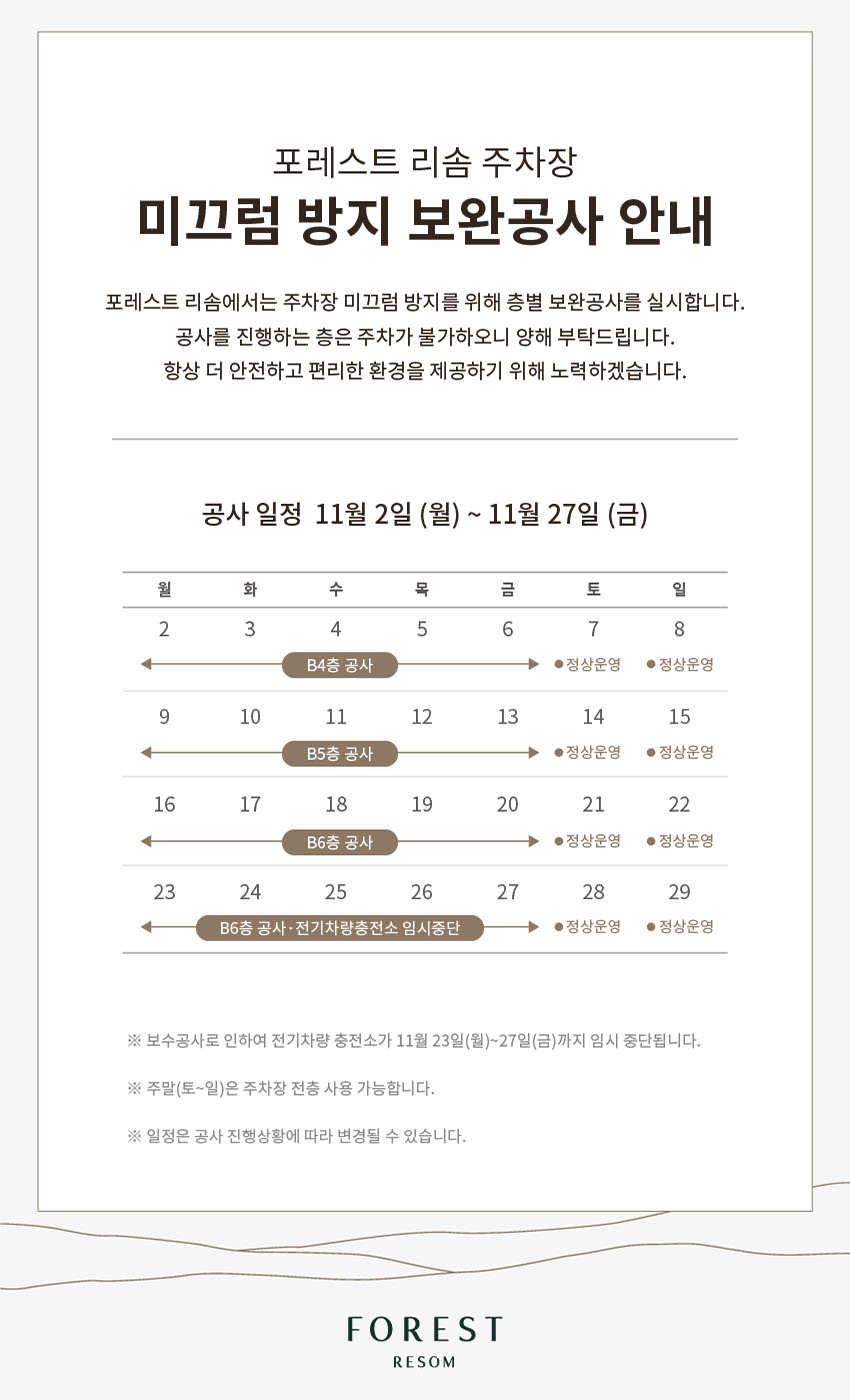 포레스트 리솜 주차장
미끄럼 방지 보완공사 안내
포레스트 리솜에서는 주차장 미끄럼 방지를 위해 층별 보완공사를 실시합니다.
공사를 진행하는 층은 주차가 불가하오니 양해 부탁드립니다.
항상 더 안전하고 편리한 환경을 제공하기 위해 노력하겠습니다.
공사 일정 11월 2일 (월) ~ 11월 27일 (금)
월 화 수 목 금 토 일
2 3 4 5 6 7 8
B4층 공사 ●정상운영 ●정상운영
9 10 11 12 13 14 15
B5층 공사 ●정상운영 ●정상운영
16 17 18 19 20 21 22
B6층 공사 ●정상운영 ●정상운영
23 24 25 26 27 28 29
B6층 공사·전기차량충전소 임시중단 ●정상운영 ●정상운영
※ 보수공사로 인하여 전기차량 충전소가 11월 23일(월)~27일(금)까지 임시 중단됩니다.
※ 주말(토~일)은 주차장 전층 사용 가능합니다.
※ 일정은 공사 진행상황에 따라 변경될 수 있습니다.
FOREST
RESOM